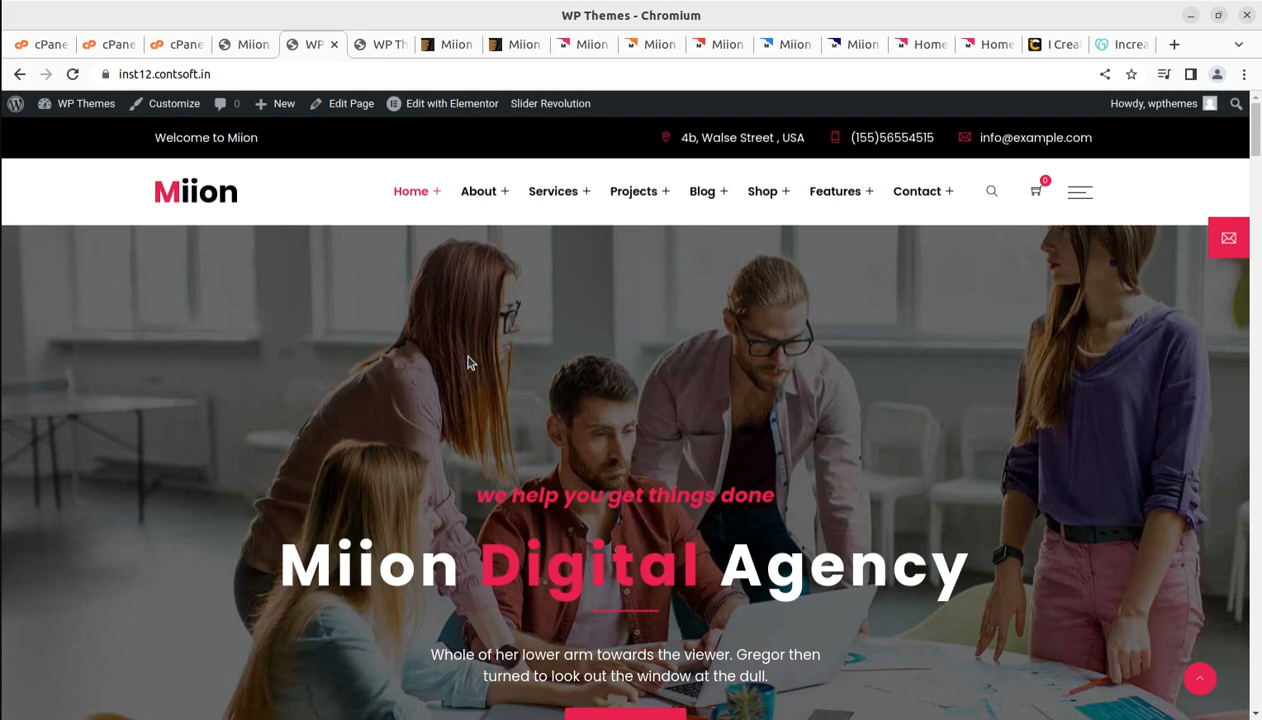 WP Themes - Chromium
cPane cPane cPane Miion WP WP Th Miion Miion Miion Miion Miion Miion Miion Home Home I Crea Increa
inst12.contsoft.in
WP Themes Customize 0 New Edit Page Edit with Elementor Slider Revolution Howdy, wpthemes
Welcome to Miion 4b, Walse Street , USA (155)56554515 info@example.com
Miion Home + About + Services + Projects + Blog + Shop + Features + Contact + 0
we help you get things done
Miion Digital Agency
Whole of her lower arm towards the viewer. Gregor then
turned to look out the window at the dull.